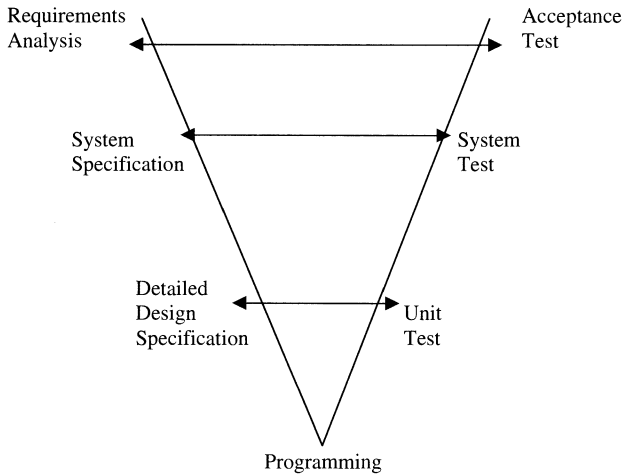 Requirements
Analysis
Acceptance
Test
System
Specification
System
Test
Detailed
Design
Specification
Unit
Test
Programming